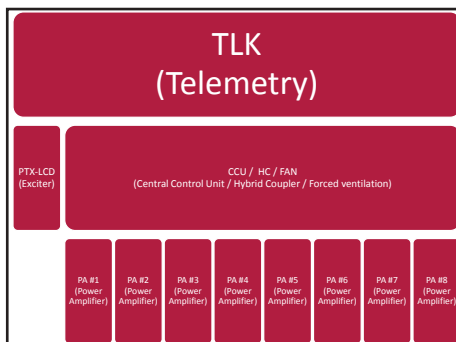 TLK
(Telemetry)
PTX-LCD
(Exciter)
CCU / HC / FAN
(Central Control Unit / Hybrid Coupler / Forced ventilation)
PA #1
(Power
Amplifier)
PA #2
(Power
Amplifier)
PA #3
(Power
Amplifier)
PA #4
(Power
Amplifier)
PA #5
(Power
Amplifier)
PA #6
(Power
Amplifier)
PA #7
(Power
Amplifier)
PA #8
(Power
Amplifier)